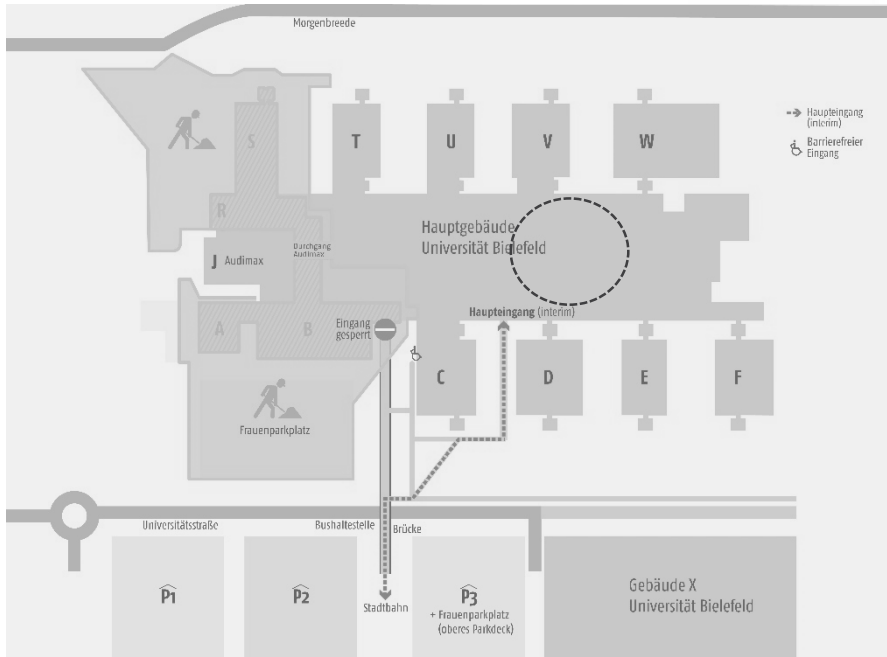 Morgenbreede
Haupteingang
(interim)
Barrierefreier
Eingang
S
T
U
V
W
R
Hauptgebäude
Universität Bielefeld
Durchgang
Audimax
J Audimax
Haupteingang (interim)
Eingang
gesperrt
A
B
C
D
E
F
Frauenparkplatz
Universitätsstraße
Bushaltestelle
Brücke
P1
P2
P3
Stadtbahn
+ Frauenparkplatz
(oberes Parkdeck)
Gebäude X
Universität Bielefeld